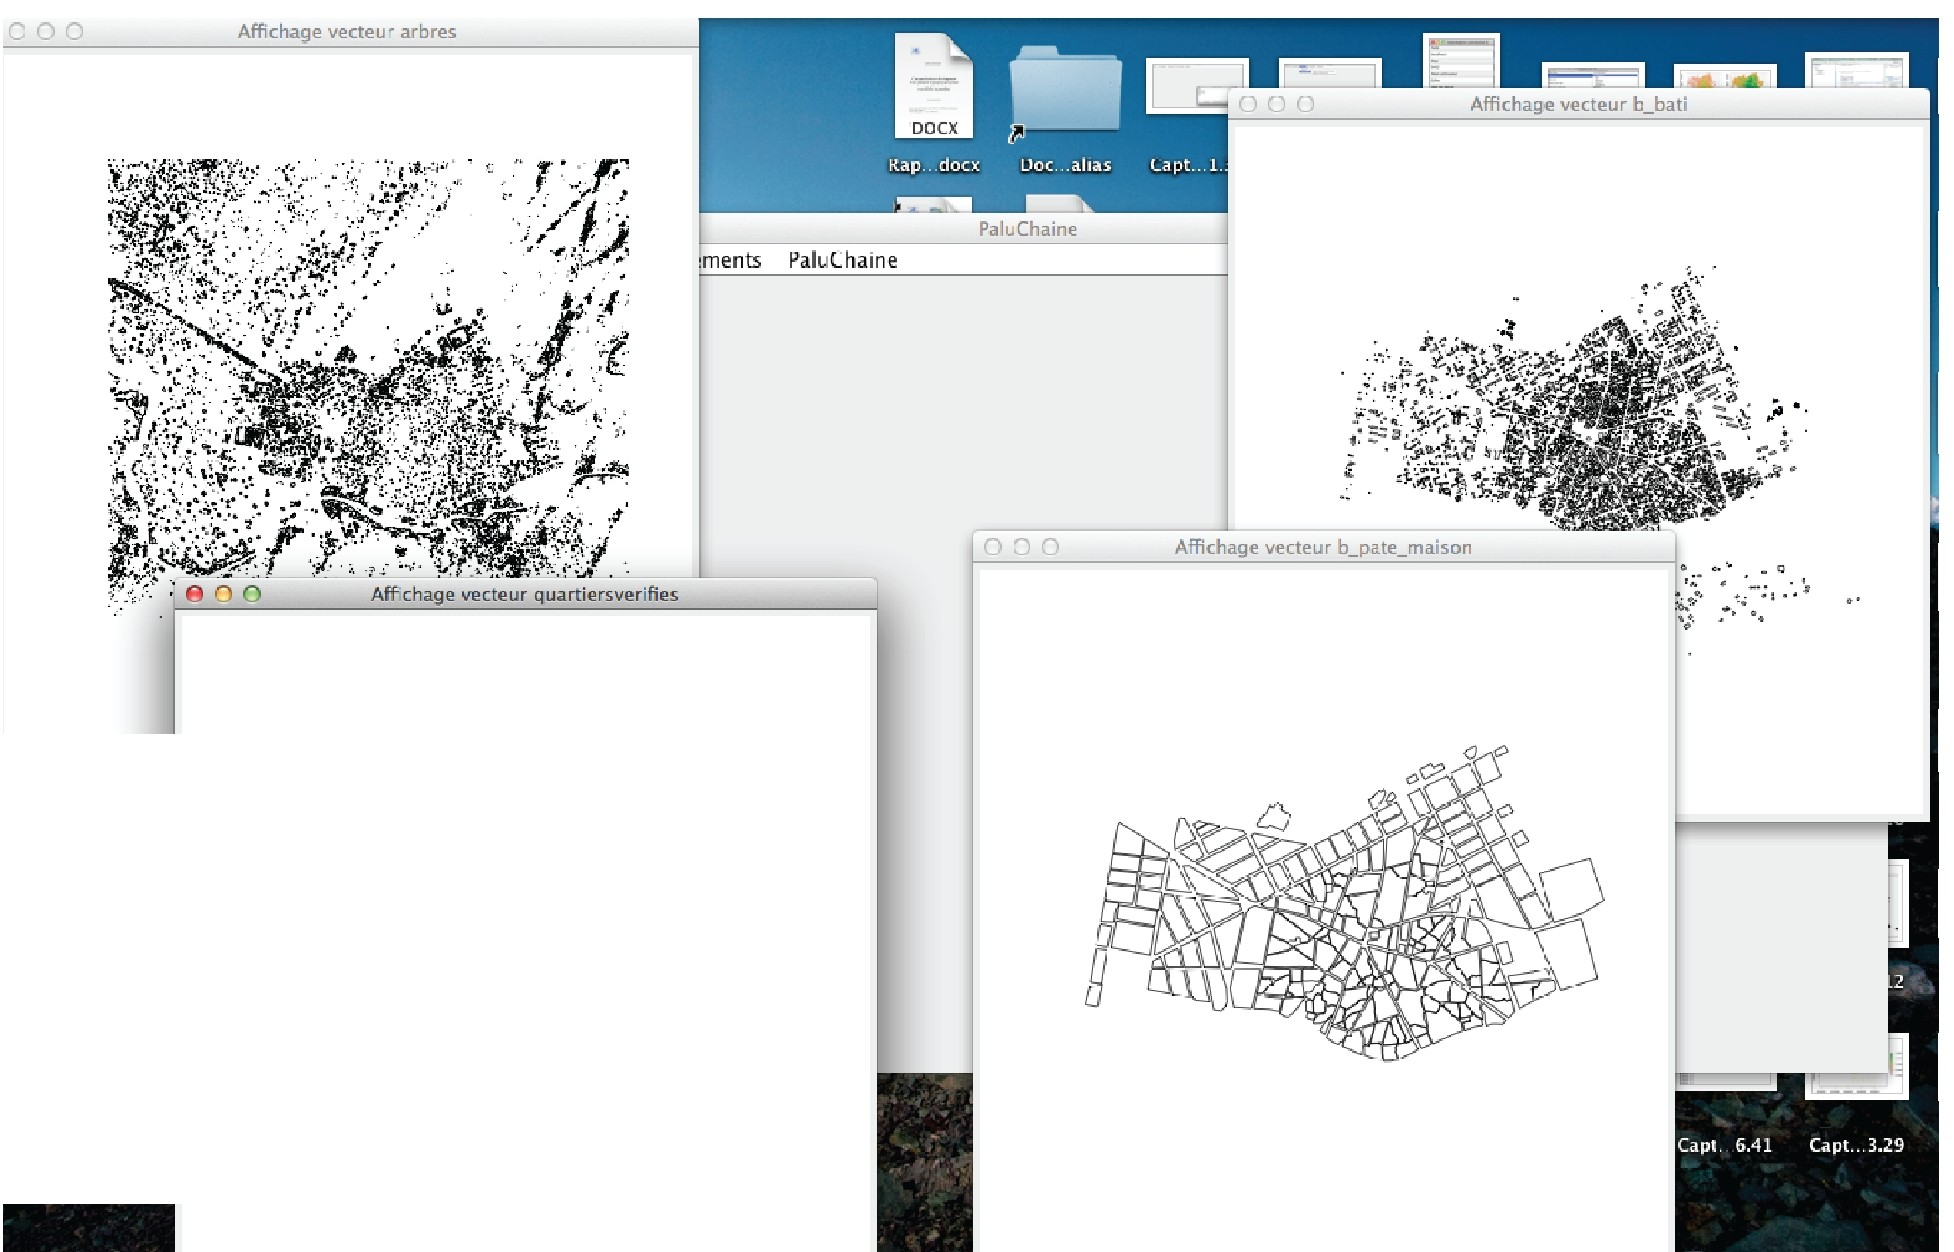 Affichage vecteur arbres
DOCX
Rap...docx
Doc...alias
Capt...1.
Affichage vecteur b_bati
PaluChaine
ements PaluChaine
Affichage vecteur b_pate_maison
Affichage vecteur quartiersverifies
12
Capt...6.41
Capt...3.29